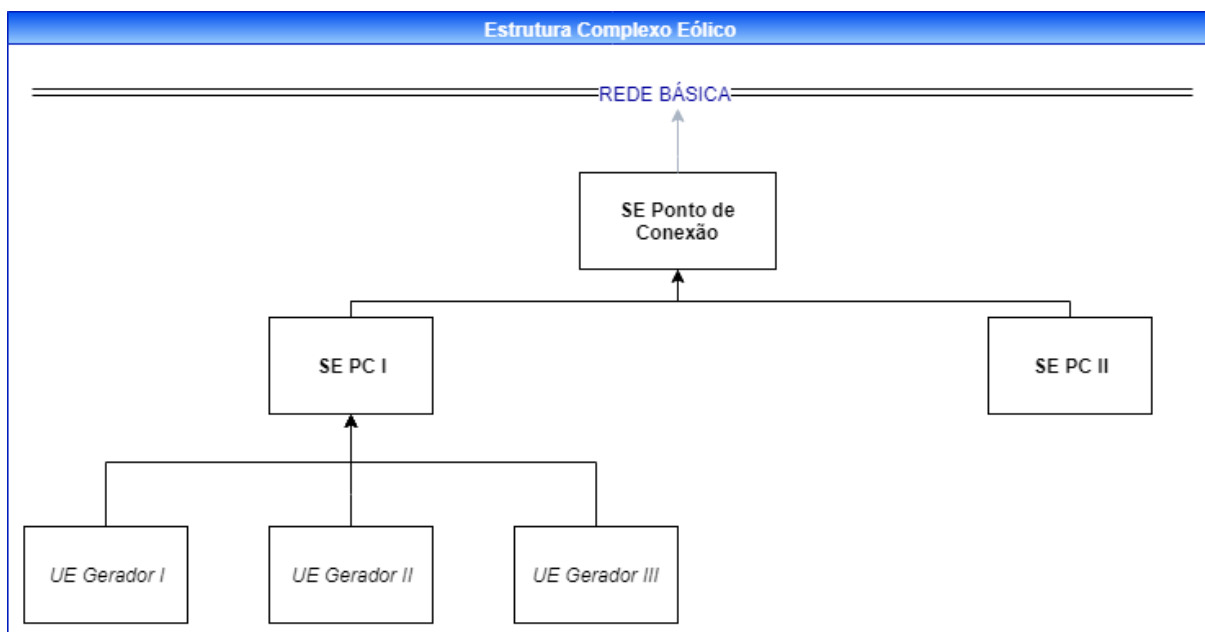 Estrutura Complexo Eólico
REDE BÁSICA
SE Ponto de
Conexão
SE PC I
SE PC II
UE Gerador I
UE Gerador II
UE Gerador III